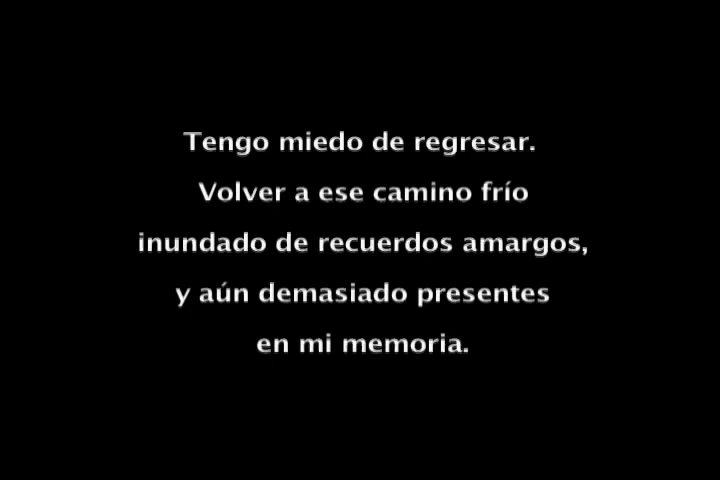 Tengo miedo de regresar.
Volver a ese camino frío
inundado de recuerdos amargos,
y aún demasiado presentes
en mi memoria.